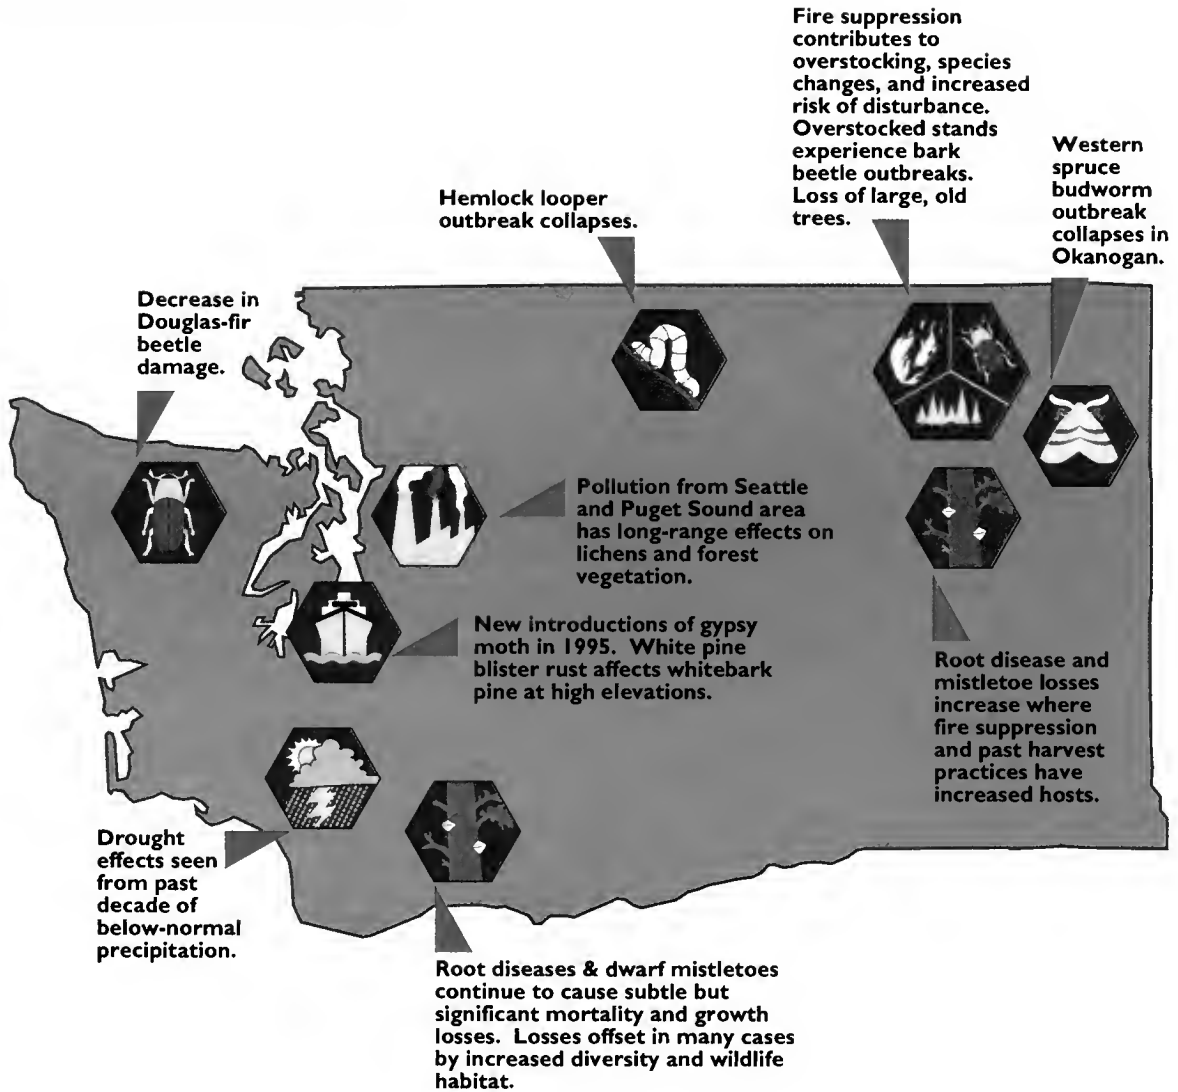 Fire suppression
contributes to
overstocking, species
changes, and increased
risk of disturbance.
Overstocked stands
experience bark
beetle outbreaks.
Loss of large, old
trees.
Western
spruce
budworm
outbreak
collapses in
Okanogan.
Hemlock looper
outbreak collapses.
Decrease in
Douglas-fir
beetle
damage.
Pollution from Seattle
and Puget Sound area
has long-range effects on
lichens and forest
vegetation.
New introductions of gypsy
moth in 1995. White pine
blister rust affects whitebark
pine at high elevations.
Root disease and
mistletoe losses
increase where
fire suppression
and past harvest
practices have
increased hosts.
Drought
effects seen
from past
decade of
below-normal
precipitation.
Root diseases & dwarf mistletoes
continue to cause subtle but
significant mortality and growth
losses. Losses offset in many cases
by increased diversity and wildlife
habitat.